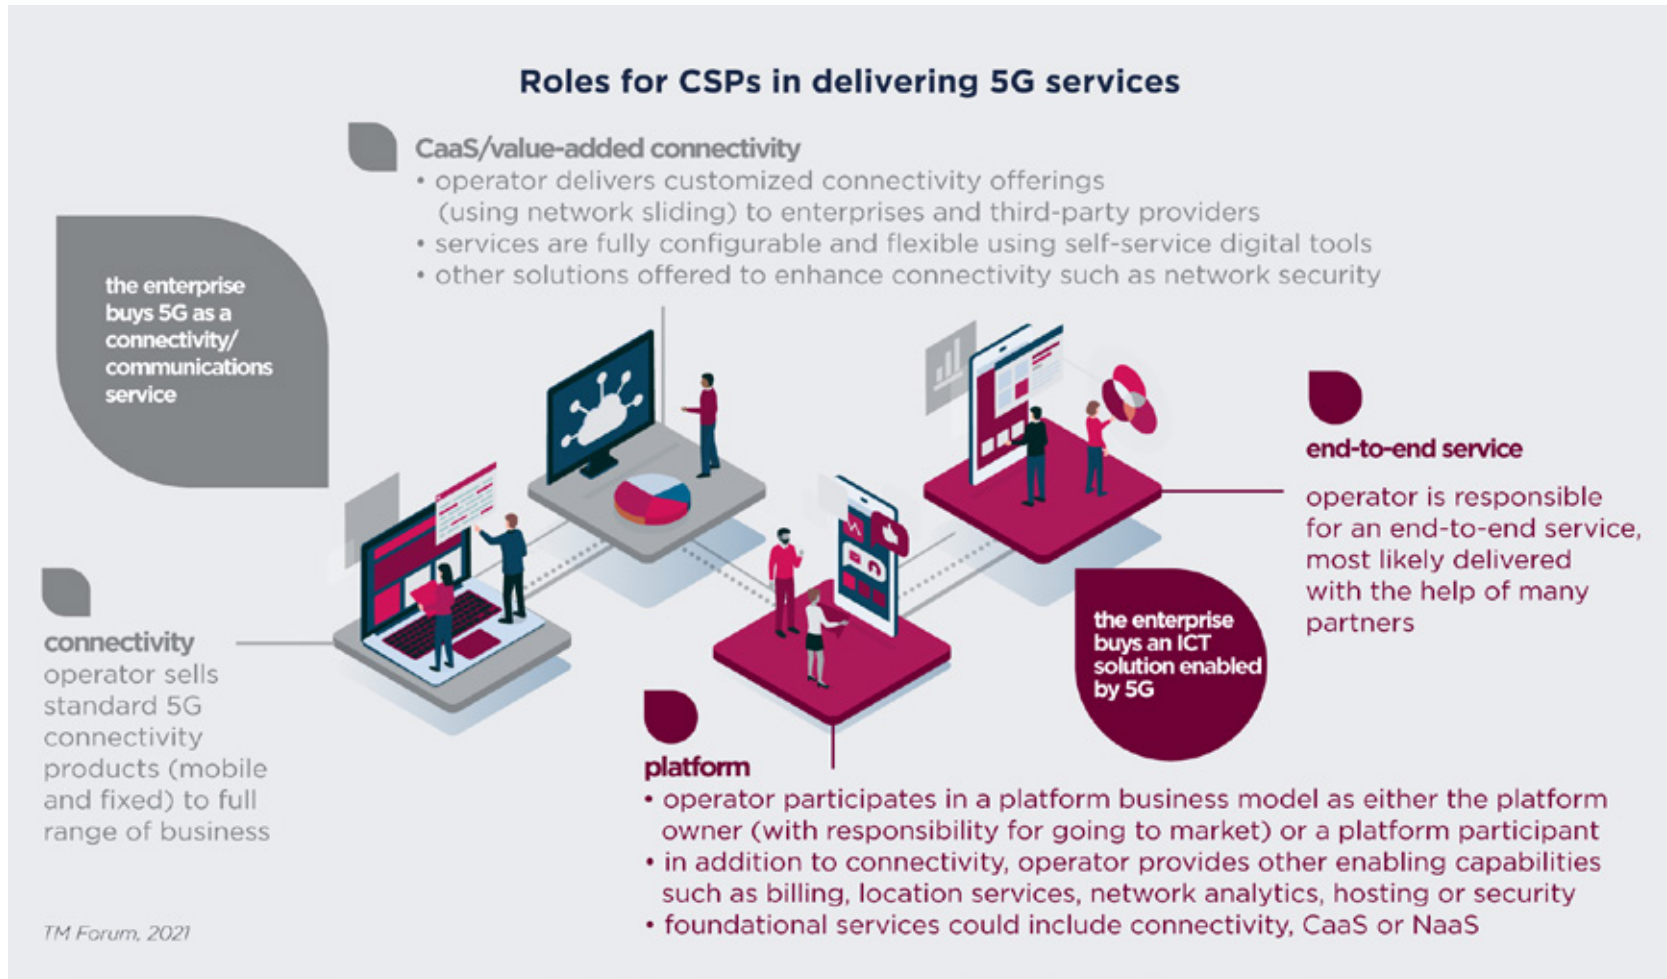 Roles for CSPs in delivering 5G services
CaaS/value-added connectivity
• operator delivers customized connectivity offerings
(using network sliding) to enterprises and third-party providers
• services are fully configurable and flexible using self-service digital tools
• other solutions offered to enhance connectivity such as network security
the enterprise
buys 5G as a
connectivity/
communications
service
connectivity
operator sells
standard 5G
connectivity
products (mobile
and fixed) to full
range of business
end-to-end service
operator is responsible
for an end-to-end service,
most likely delivered
with the help of many
partners
the enterprise
buys an ICT
solution enabled
by 5G
platform
• operator participates in a platform business model as either the platform
owner (with responsibility for going to market) or a platform participant
• in addition to connectivity, operator provides other enabling capabilities
such as billing, location services, network analytics, hosting or security
• foundational services could include connectivity, CaaS or NaaS
TM Forum, 2021